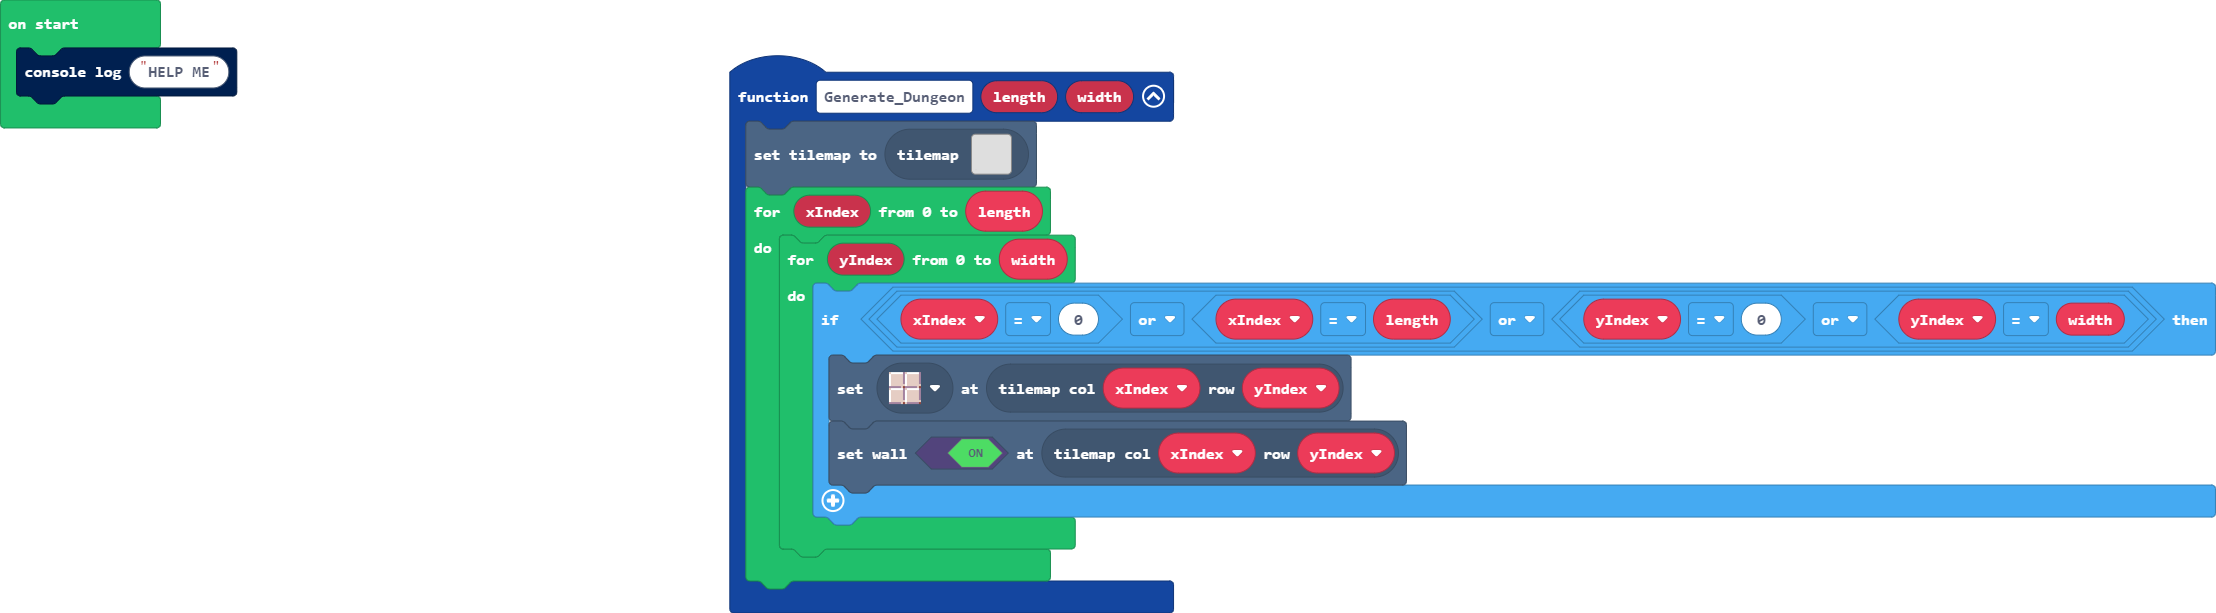 on start
console log "HELP ME"
function Generate_Dungeon length width
set tilemap to tilemap
for xIndex from 0 to length
do
for yIndex from 0 to width
do
if xIndex = 0 or xIndex = length or yIndex = 0 or yIndex = width then
set at tilemap col xIndex row yIndex
set wall ON at tilemap col xIndex row yIndex